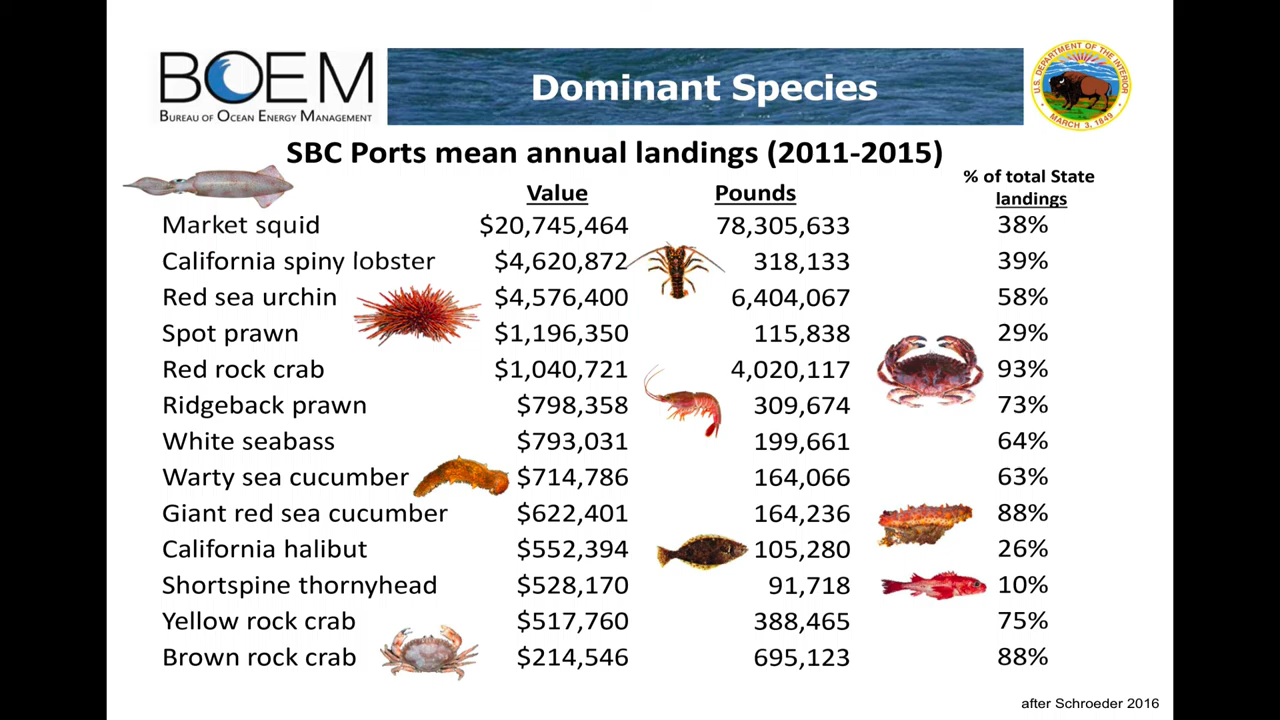 BOEM
BUREAU OF OCEAN ENERGY MANAGEMENT
Dominant Species
U.S. DEPARTMENT OF THE INTERIOR
MARCH 3, 1849
SBC Ports mean annual landings (2011-2015)
Value Pounds % of total State landings
Market squid $20,745,464 78,305,633 38%
California spiny lobster $4,620,872 318,133 39%
Red sea urchin $4,576,400 6,404,067 58%
Spot prawn $1,196,350 115,838 29%
Red rock crab $1,040,721 4,020,117 93%
Ridgeback prawn $798,358 309,674 73%
White seabass $793,031 199,661 64%
Warty sea cucumber $714,786 164,066 63%
Giant red sea cucumber $622,401 164,236 88%
California halibut $552,394 105,280 26%
Shortspine thornyhead $528,170 91,718 10%
Yellow rock crab $517,760 388,465 75%
Brown rock crab $214,546 695,123 88%
after Schroeder 2016